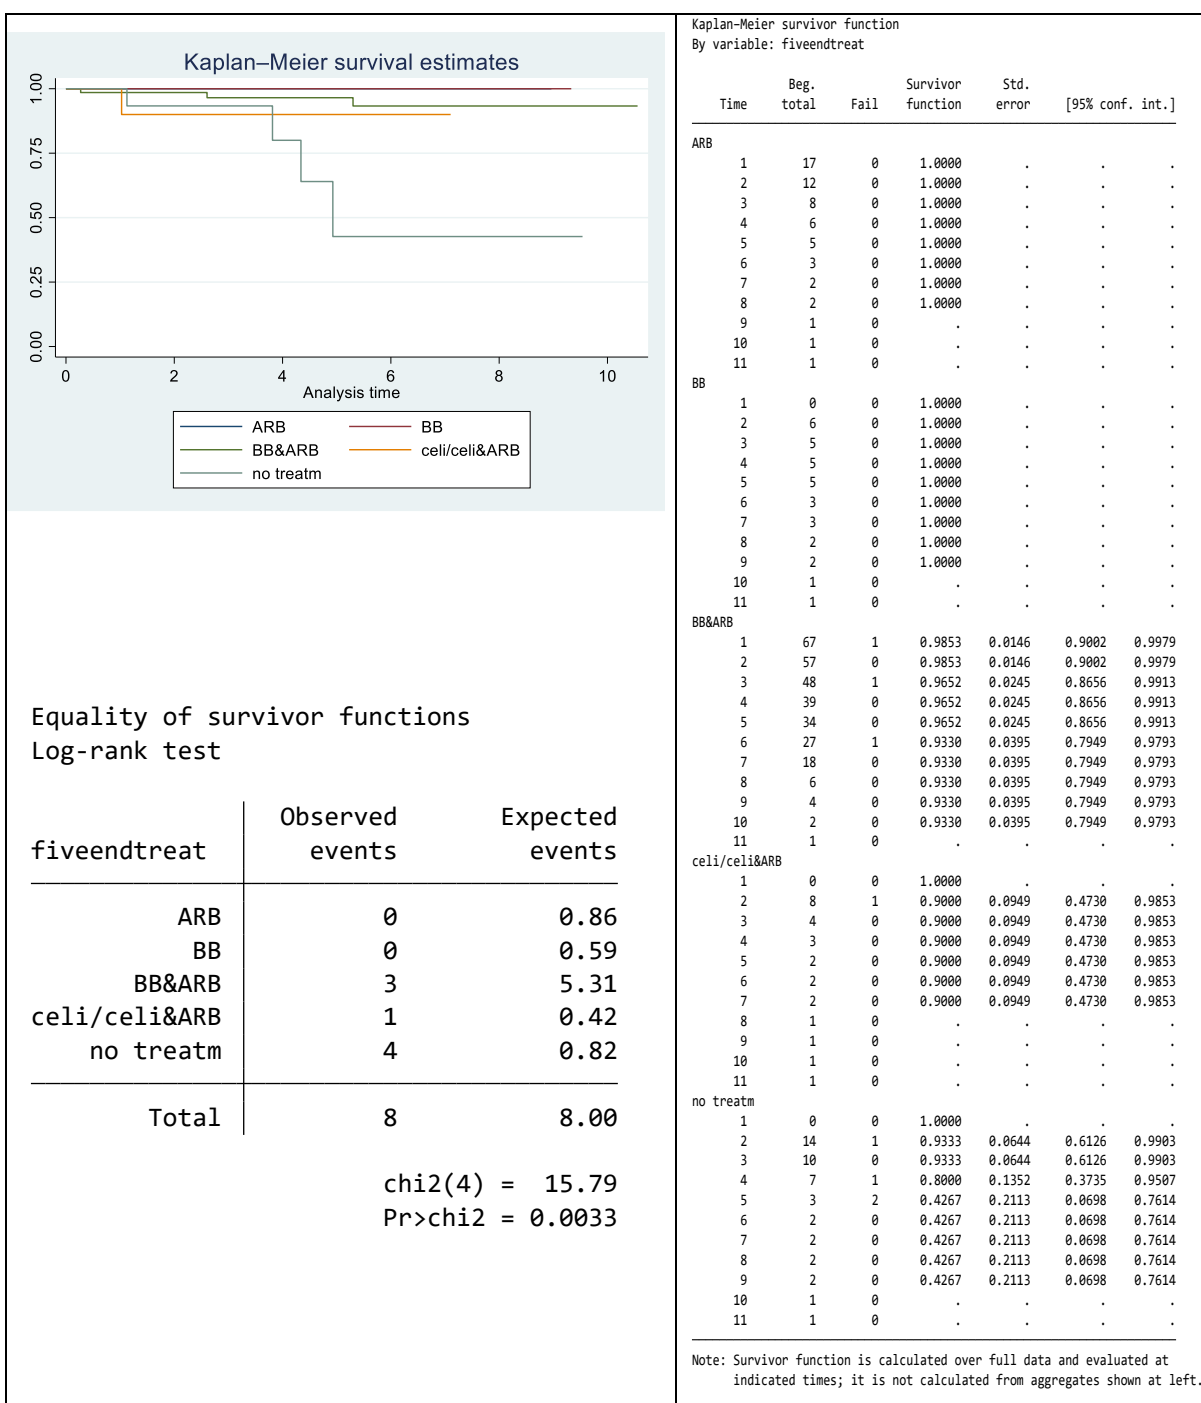 Kaplan–Meier survival estimates
1.00
0.75
0.50
0.25
0.00
0 2 4 6 8 10
Analysis time
ARB BB
BB&ARB celi/celi&ARB
no treatm
Equality of survivor functions
Log-rank test
Observed Expected
fiveendtreat events events
ARB 0 0.86
BB 0 0.59
BB&ARB 3 5.31
celi/celi&ARB 1 0.42
no treatm 4 0.82
Total 8 8.00
chi2(4) = 15.79
Pr>chi2 = 0.0033
Kaplan–Meier survivor function
By variable: fiveendtreat
Beg. Survivor Std.
Time total Fail function error [95% conf. int.]
ARB
1 17 0 1.0000 . . .
2 12 0 1.0000 . . .
3 8 0 1.0000 . . .
4 6 0 1.0000 . . .
5 5 0 1.0000 . . .
6 3 0 1.0000 . . .
7 2 0 1.0000 . . .
8 2 0 1.0000 . . .
9 1 0 . . . .
10 1 0 . . . .
11 1 0 . . . .
BB
1 0 0 1.0000 . . .
2 6 0 1.0000 . . .
3 5 0 1.0000 . . .
4 5 0 1.0000 . . .
5 5 0 1.0000 . . .
6 3 0 1.0000 . . .
7 3 0 1.0000 . . .
8 2 0 1.0000 . . .
9 2 0 1.0000 . . .
10 1 0 . . . .
11 1 0 . . . .
BB&ARB
1 67 1 0.9853 0.0146 0.9002 0.9979
2 57 0 0.9853 0.0146 0.9002 0.9979
3 48 1 0.9652 0.0245 0.8656 0.9913
4 39 0 0.9652 0.0245 0.8656 0.9913
5 34 0 0.9652 0.0245 0.8656 0.9913
6 27 1 0.9330 0.0395 0.7949 0.9793
7 18 0 0.9330 0.0395 0.7949 0.9793
8 6 0 0.9330 0.0395 0.7949 0.9793
9 4 0 0.9330 0.0395 0.7949 0.9793
10 2 0 0.9330 0.0395 0.7949 0.9793
11 1 0 . . . .
celi/celi&ARB
1 0 0 1.0000 . . .
2 8 1 0.9000 0.0949 0.4730 0.9853
3 4 0 0.9000 0.0949 0.4730 0.9853
4 3 0 0.9000 0.0949 0.4730 0.9853
5 2 0 0.9000 0.0949 0.4730 0.9853
6 2 0 0.9000 0.0949 0.4730 0.9853
7 2 0 0.9000 0.0949 0.4730 0.9853
8 1 0 . . . .
9 1 0 . . . .
10 1 0 . . . .
11 1 0 . . . .
no treatm
1 0 0 1.0000 . . .
2 14 1 0.9333 0.0644 0.6126 0.9903
3 10 0 0.9333 0.0644 0.6126 0.9903
4 7 1 0.8000 0.1352 0.3735 0.9507
5 3 2 0.4267 0.2113 0.0698 0.7614
6 2 0 0.4267 0.2113 0.0698 0.7614
7 2 0 0.4267 0.2113 0.0698 0.7614
8 2 0 0.4267 0.2113 0.0698 0.7614
9 2 0 0.4267 0.2113 0.0698 0.7614
10 1 0 . . . .
11 1 0 . . . .
Note: Survivor function is calculated over full data and evaluated at
indicated times; it is not calculated from aggregates shown at left.